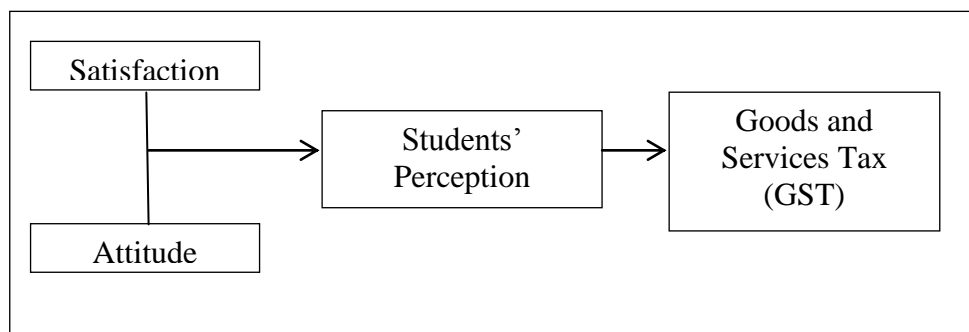 Satisfaction
Attitude
Students’
Perception
Goods and
Services Tax
(GST)